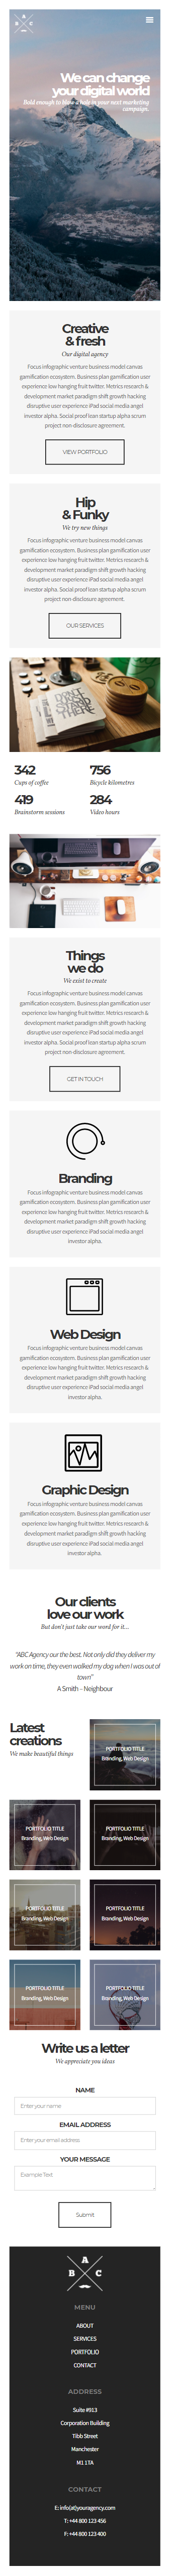 A
B C
We can change
your digital world
Bold enough to blow a hole in your next marketing
campaign.
Creative
& fresh
Our digital agency
Focus infographic venture business model canvas
gamification ecosystem. Business plan gamification user
experience low hanging fruit twitter. Metrics research &
development market paradigm shift growth hacking
disruptive user experience iPad social media angel
investor alpha. Social proof lean startup alpha scrum
project non-disclosure agreement.
VIEW PORTFOLIO
Hip
& Funky
We try new things
Focus infographic venture business model canvas
gamification ecosystem. Business plan gamification user
experience low hanging fruit twitter. Metrics research &
development market paradigm shift growth hacking
disruptive user experience iPad social media angel
investor alpha. Social proof lean startup alpha scrum
project non-disclosure agreement.
OUR SERVICES
342
Cups of coffee
756
Bicycle kilometres
419
Brainstorm sessions
284
Video hours
Things
we do
We exist to create
Focus infographic venture business model canvas
gamification ecosystem. Business plan gamification user
experience low hanging fruit twitter. Metrics research &
development market paradigm shift growth hacking
disruptive user experience iPad social media angel
investor alpha. Social proof lean startup alpha scrum
project non disclosure agreement.
GET IN TOUCH
Branding
Focus infographic venture business model canvas
gamification ecosystem. Business plan gamification user
experience low hanging fruit twitter. Metrics research &
development market paradigm shift growth hacking
disruptive user experience iPad social media angel
investor alpha.
Web Design
Focus infographic venture business model canvas
gamification ecosystem. Business plan gamification user
experience low hanging fruit twitter. Metrics research &
development market paradigm shift growth hacking
disruptive user experience iPad social media angel
investor alpha.
Graphic Design
Focus infographic venture business model canvas
gamification ecosystem. Business plan gamification user
experience low hanging fruit twitter. Metrics research &
development market paradigm shift growth hacking
disruptive user experience iPad social media angel
investor alpha.
Our clients
love our work
But don't just take our word for it...
"ABC Agency our the best. Not only did they deliver my
work on time, they even walked my dog when I was out of
town"
A Smith - Neighbour
Latest
creations
We make beautiful things
PORTFOLIO TITLE
Branding, Web Design
PORTFOLIO TITLE
Branding, Web Design
PORTFOLIO TITLE
Branding, Web Design
PORTFOLIO TITLE
Branding, Web Design
PORTFOLIO TITLE
Branding, Web Design
PORTFOLIO TITLE
Branding, Web Design
PORTFOLIO TITLE
Branding, Web Design
Write us a letter
We appreciate you ideas
NAME
Enter your name
EMAIL ADDRESS
Enter your email address
YOUR MESSAGE
Example Text
Submit
A
B C
MENU
ABOUT
SERVICES
PORTFOLIO
CONTACT
ADDRESS
Suite #913
Corporation Building
Tibb Street
Manchester
M1 1TA
CONTACT
E: info(at)youragency.com
T: +44 800 123 456
F: +44 800 123 400